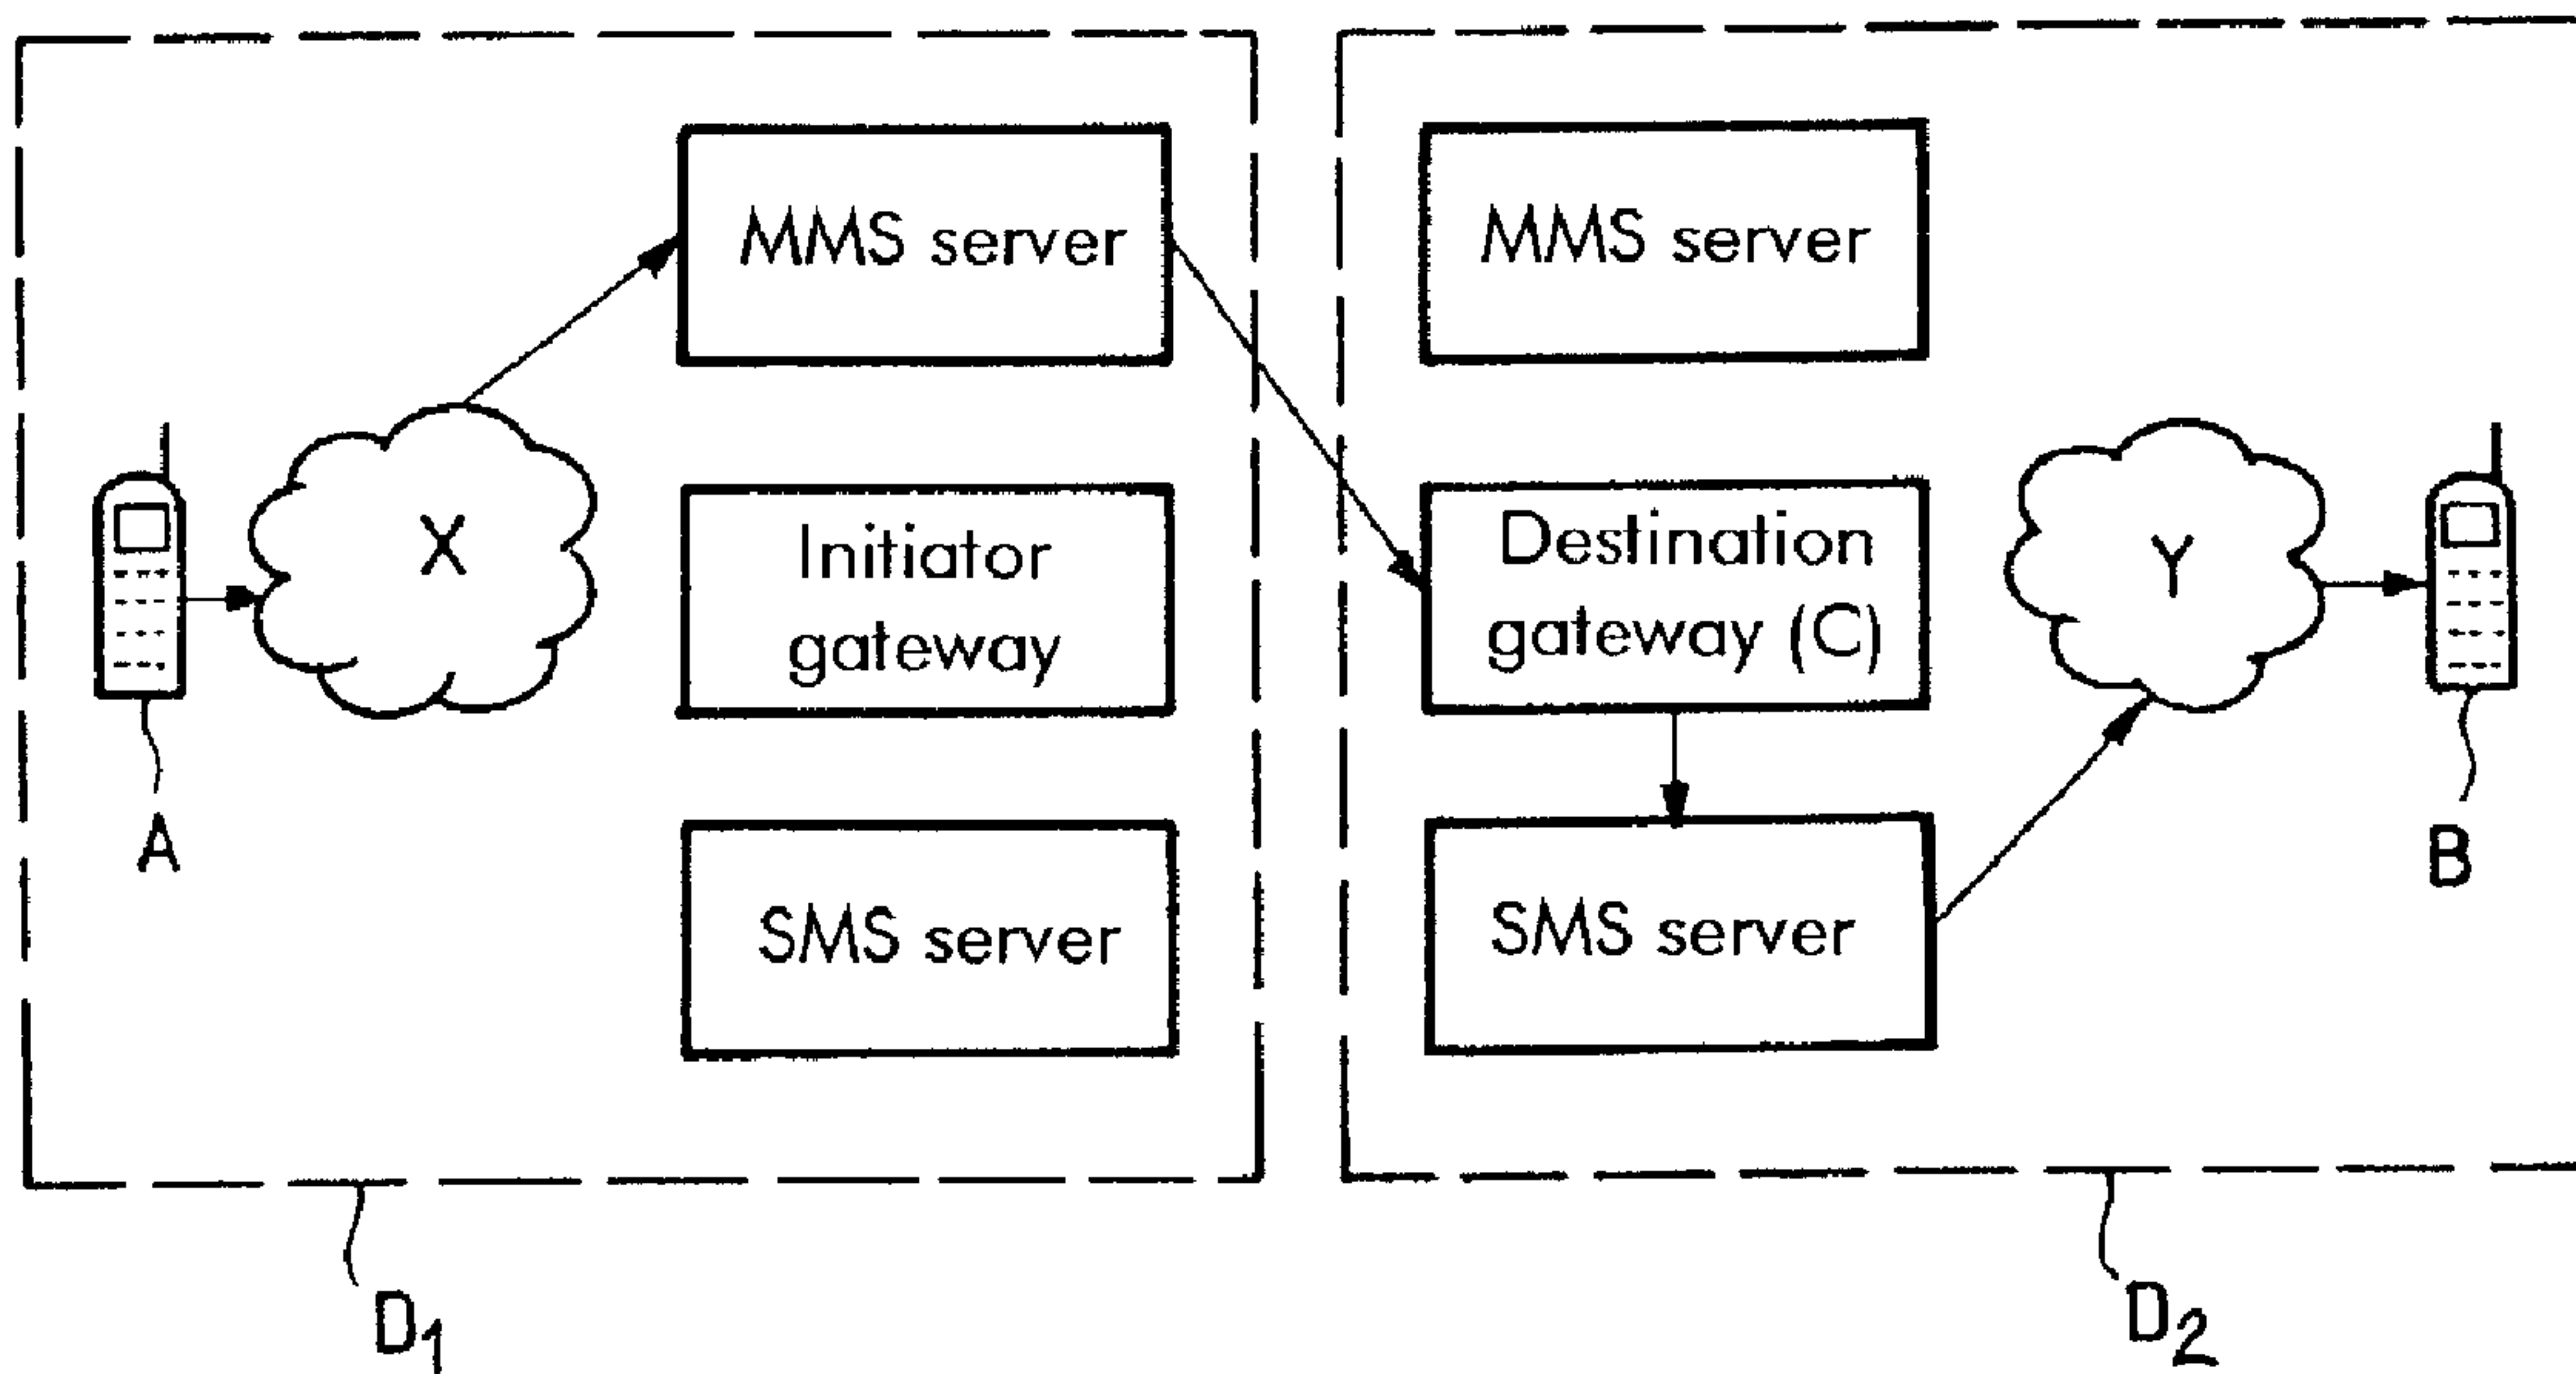 MMS server
MMS server
X
Initiator
gateway
Destination
gateway (C)
Y
A
SMS server
SMS server
B
D1
D2